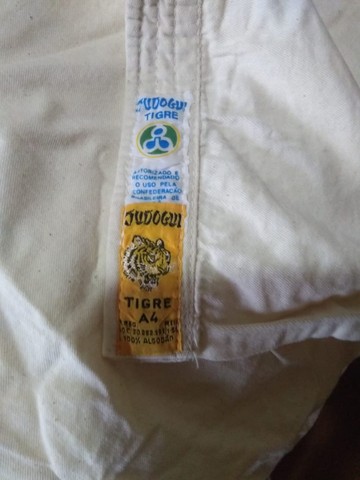 JUDOGUI
TIGRE
AUTORIZADO E
RECOMENDADO
O USO PELA
CONFEDERAÇÃO
BRASILEIRA DE
JUDOGUI
TIGRE
A4
100% ALGODÃO